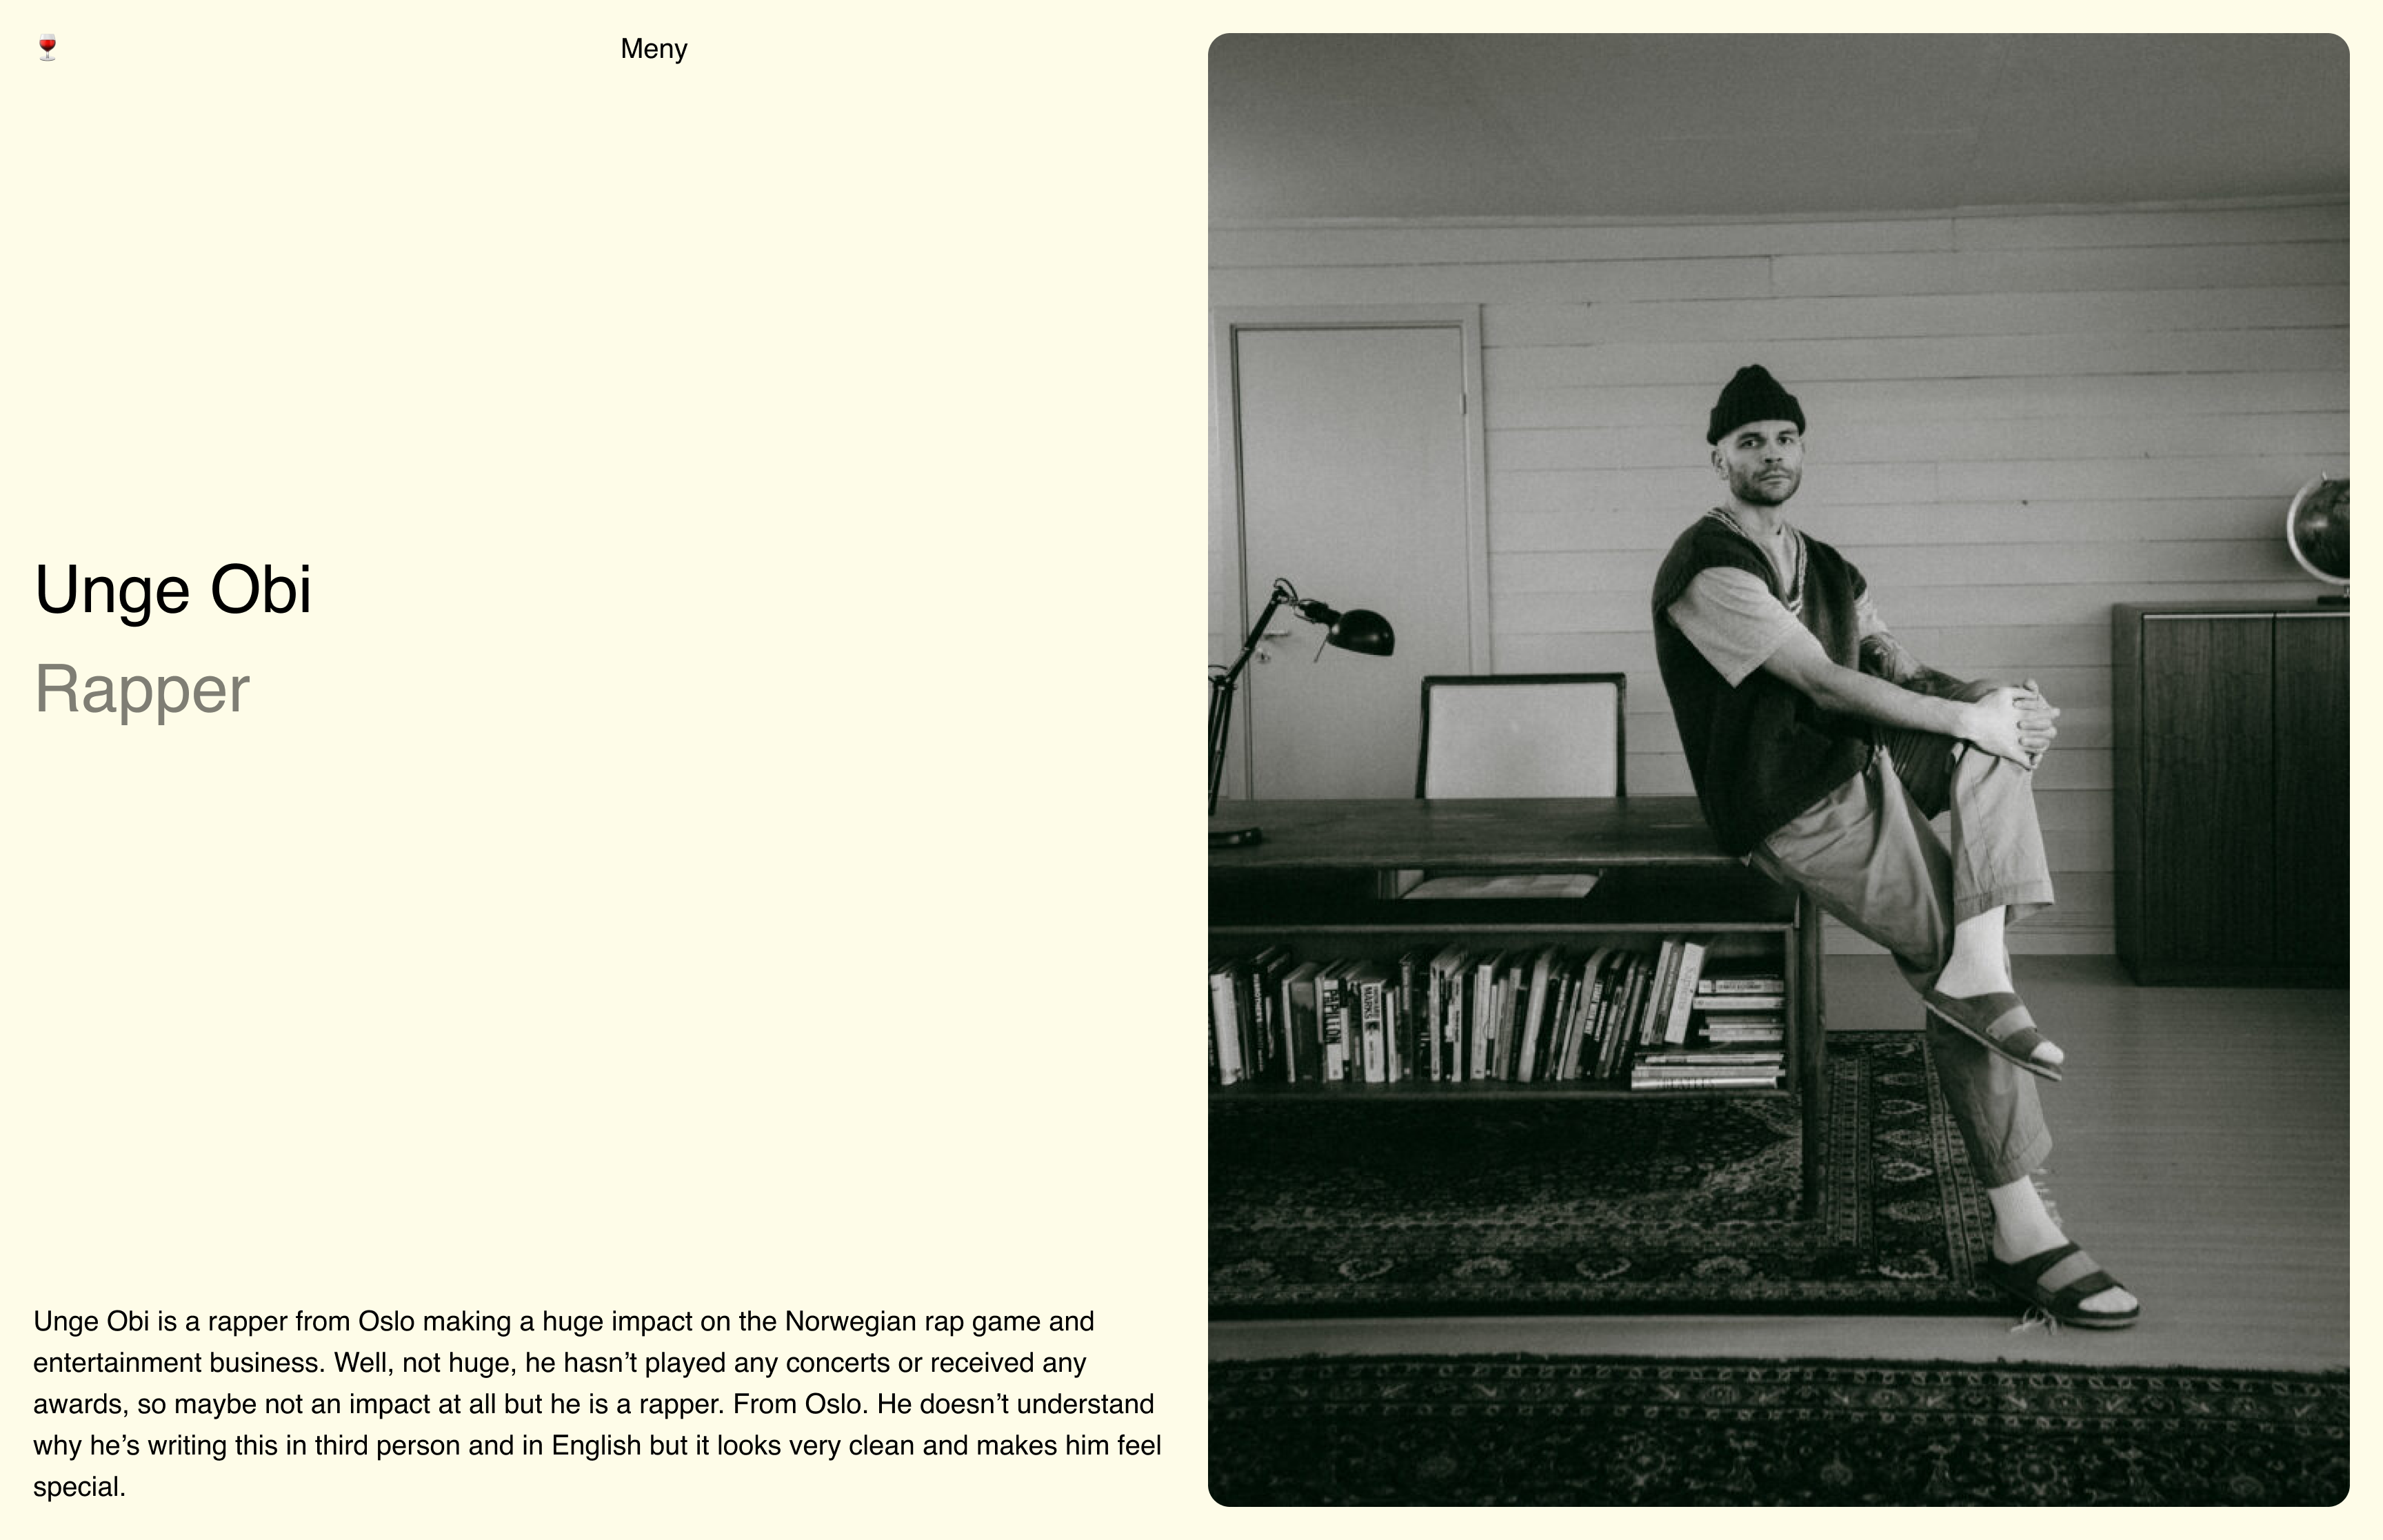 Meny
Unge Obi
Rapper
Unge Obi is a rapper from Oslo making a huge impact on the Norwegian rap game and
entertainment business. Well, not huge, he hasn’t played any concerts or received any
awards, so maybe not an impact at all but he is a rapper. From Oslo. He doesn’t understand
why he’s writing this in third person and in English but it looks very clean and makes him feel
special.
PAPILLON
MARKS
BEATLES